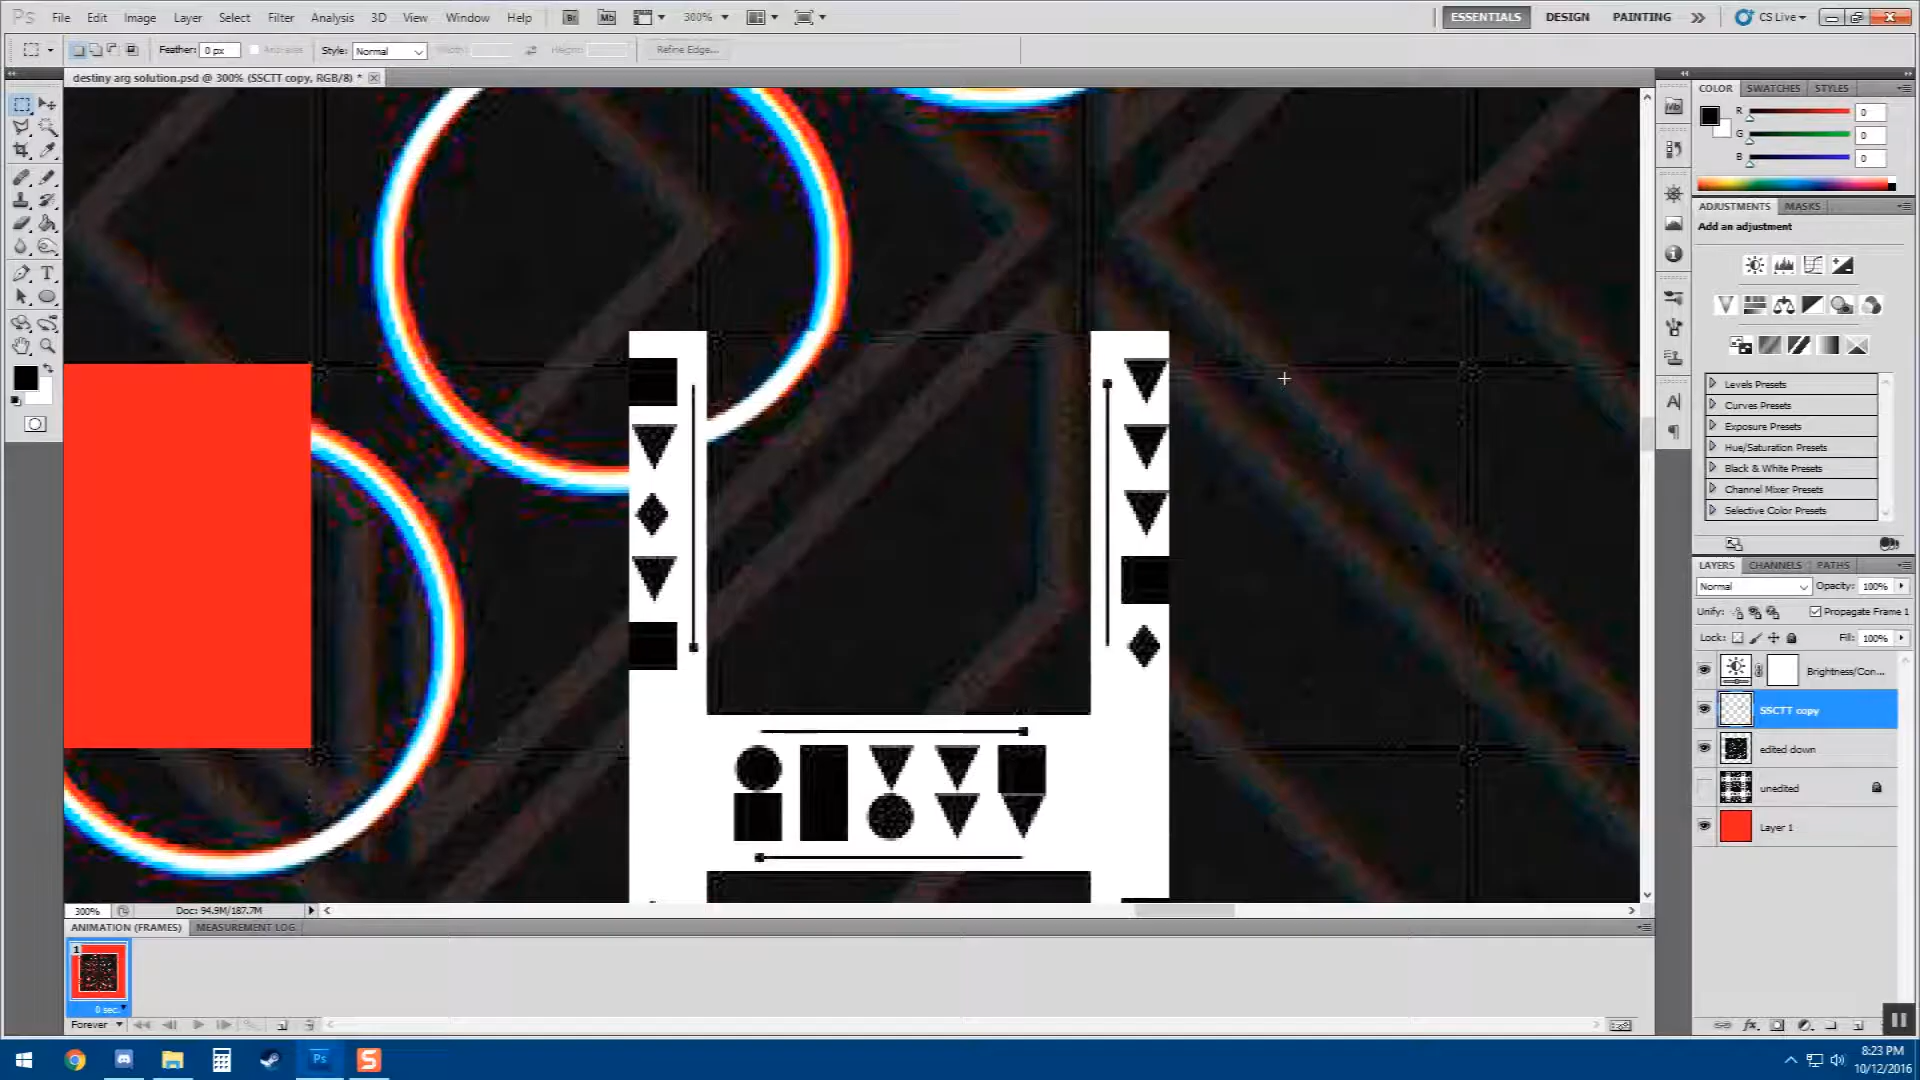 Ps File Edit Image Layer Select Filter Analysis 3D View Window Help Br Mb 300% ESSENTIALS DESIGN PAINTING CS Live
Feather: 0 px Anti-alias Style: Normal Width: Height: Refine Edge...
destiny arg solution.psd @ 300% (SSCTT copy, RGB/8) *
COLOR SWATCHES STYLES
R 0
G 0
B 0
ADJUSTMENTS MASKS
Add an adjustment
Levels Presets
Curves Presets
Exposure Presets
Hue/Saturation Presets
Black & White Presets
Channel Mixer Presets
Selective Color Presets
LAYERS CHANNELS PATHS
Normal Opacity: 100%
Unify: Propagate Frame 1
Lock: Fill: 100%
Brightness/Con...
SSCTT copy
edited down
unedited
Layer 1
300% Doc: 94.9M/187.7M
ANIMATION (FRAMES) MEASUREMENT LOG
1
0 sec.
Forever
Ps S
8:23 PM
10/12/2016